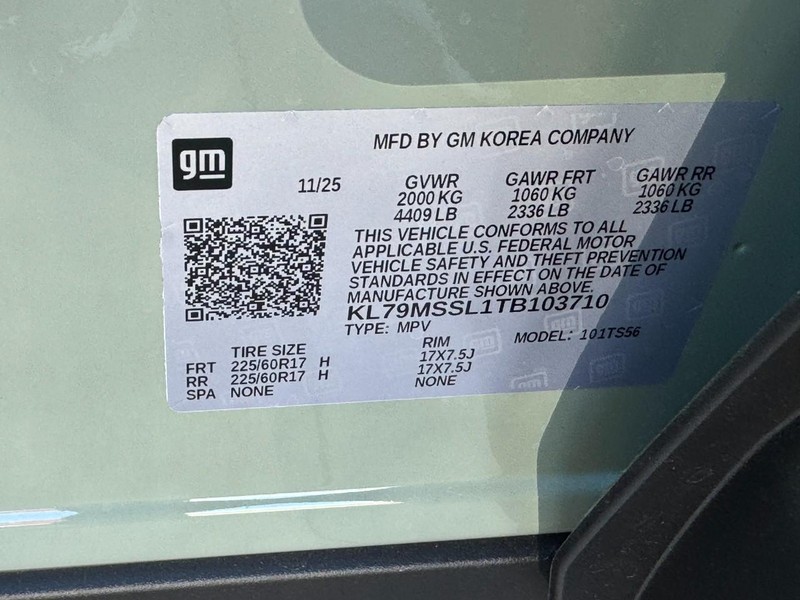 gm
MFD BY GM KOREA COMPANY
11/25
GVWR GAWR FRT GAWR RR
2000 KG 1060 KG 1060 KG
4409 LB 2336 LB 2336 LB
THIS VEHICLE CONFORMS TO ALL
APPLICABLE U.S. FEDERAL MOTOR
VEHICLE SAFETY AND THEFT PREVENTION
STANDARDS IN EFFECT ON THE DATE OF
MANUFACTURE SHOWN ABOVE.
KL79MSSL1TB103710
TYPE: MPV MODEL: 101TS56
TIRE SIZE RIM
FRT 225/60R17 H 17X7.5J
RR 225/60R17 H 17X7.5J
SPA NONE NONE